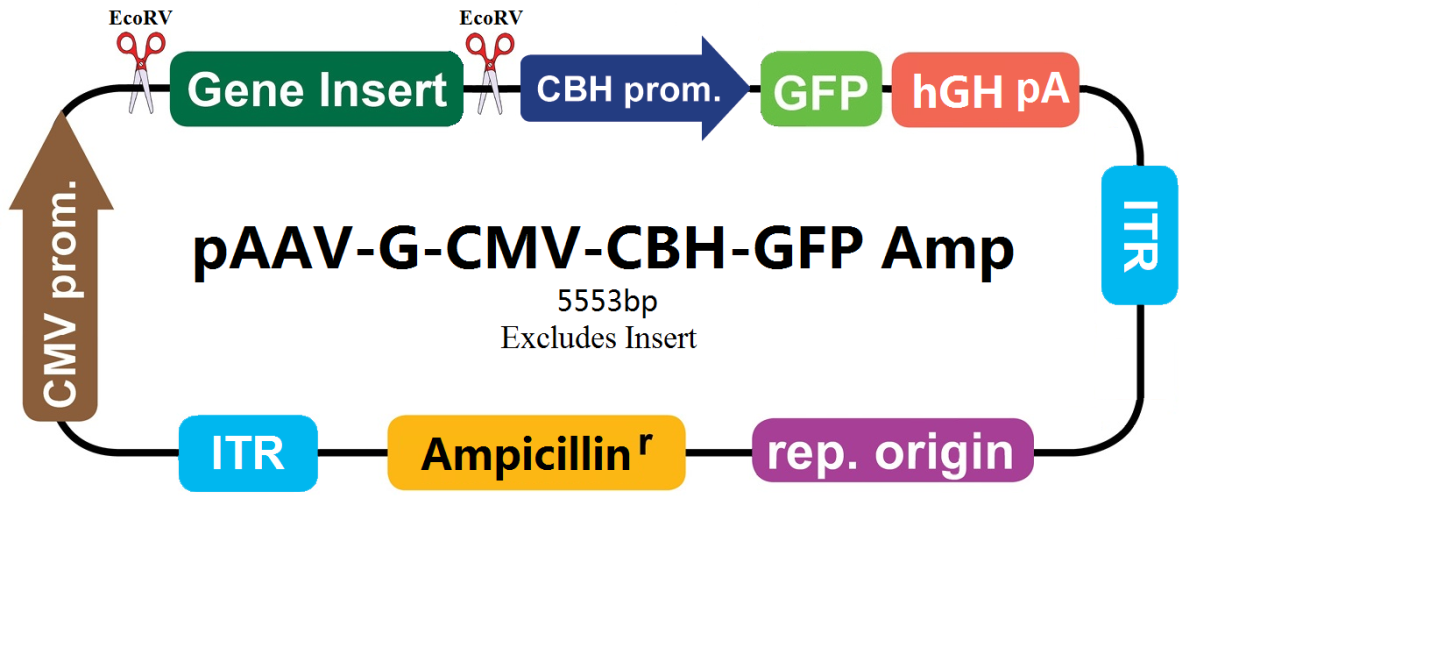 EcoRV
EcoRV
Gene Insert
CBH prom.
GFP
hGH pA
ITR
CMV prom.
pAAV-G-CMV-CBH-GFP Amp
5553bp
Excludes Insert
ITR
Ampicillin r
rep. origin